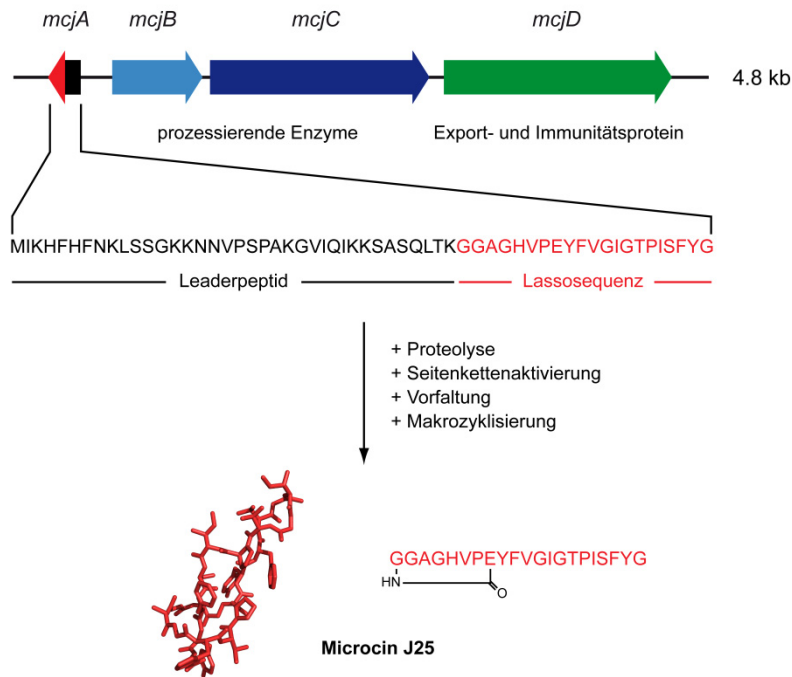 mcjA mcjB mcjC mcjD
4.8 kb
prozessierende Enzyme Export- und Immunitätsprotein
MIKHFHFNKLSSGKKNNVPSPAKGVIQIKKSASQLTKGGAGHVPEYFVGIGTPISFYG
Leaderpeptid Lassosequenz
+ Proteolyse
+ Seitenkettenaktivierung
+ Vorfaltung
+ Makrozyklisierung
GGAGHVPEYFVGIGTPISFYG
HN O
Microcin J25